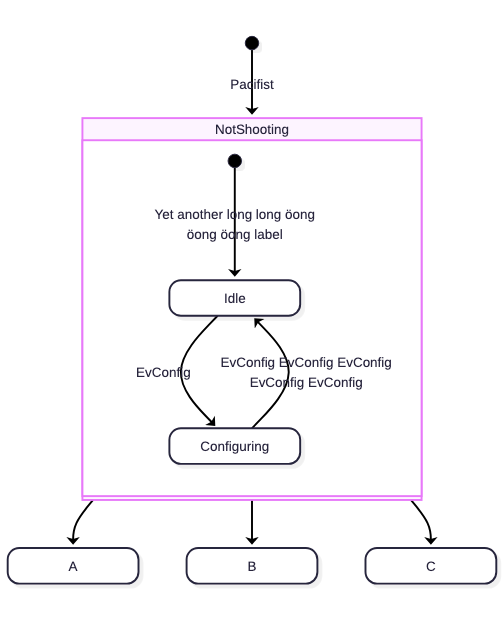 Pacifist
NotShooting
Yet another long long öong
öong öong label
Idle
EvConfig
EvConfig EvConfig EvConfig
EvConfig EvConfig
Configuring
A
B
C